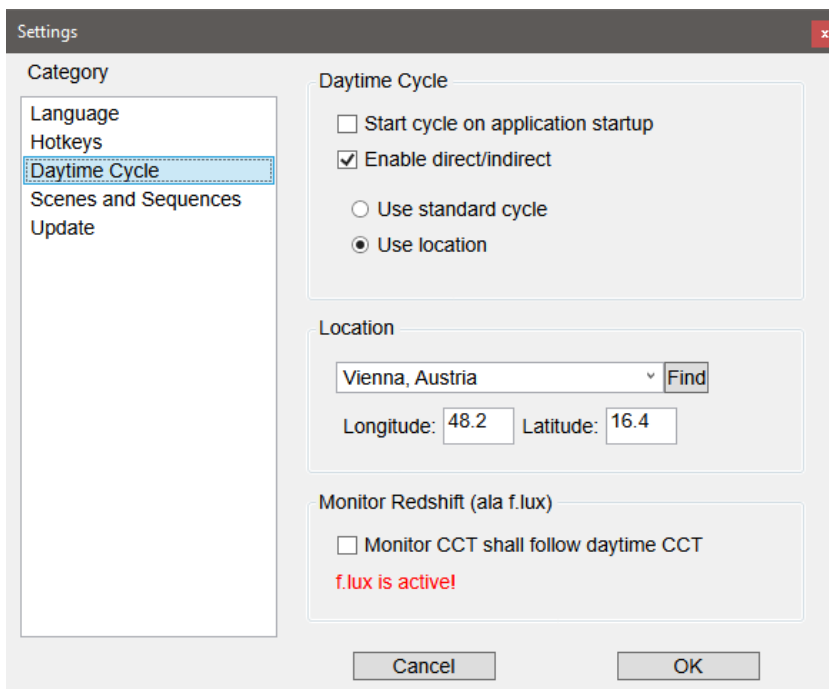 Settings
x
Category
Language
Hotkeys
Daytime Cycle
Scenes and Sequences
Update
Daytime Cycle
Start cycle on application startup
Enable direct/indirect
Use standard cycle
Use location
Location
Vienna, Austria Find
Longitude: 48.2 Latitude: 16.4
Monitor Redshift (ala f.lux)
Monitor CCT shall follow daytime CCT
f.lux is active!
Cancel OK